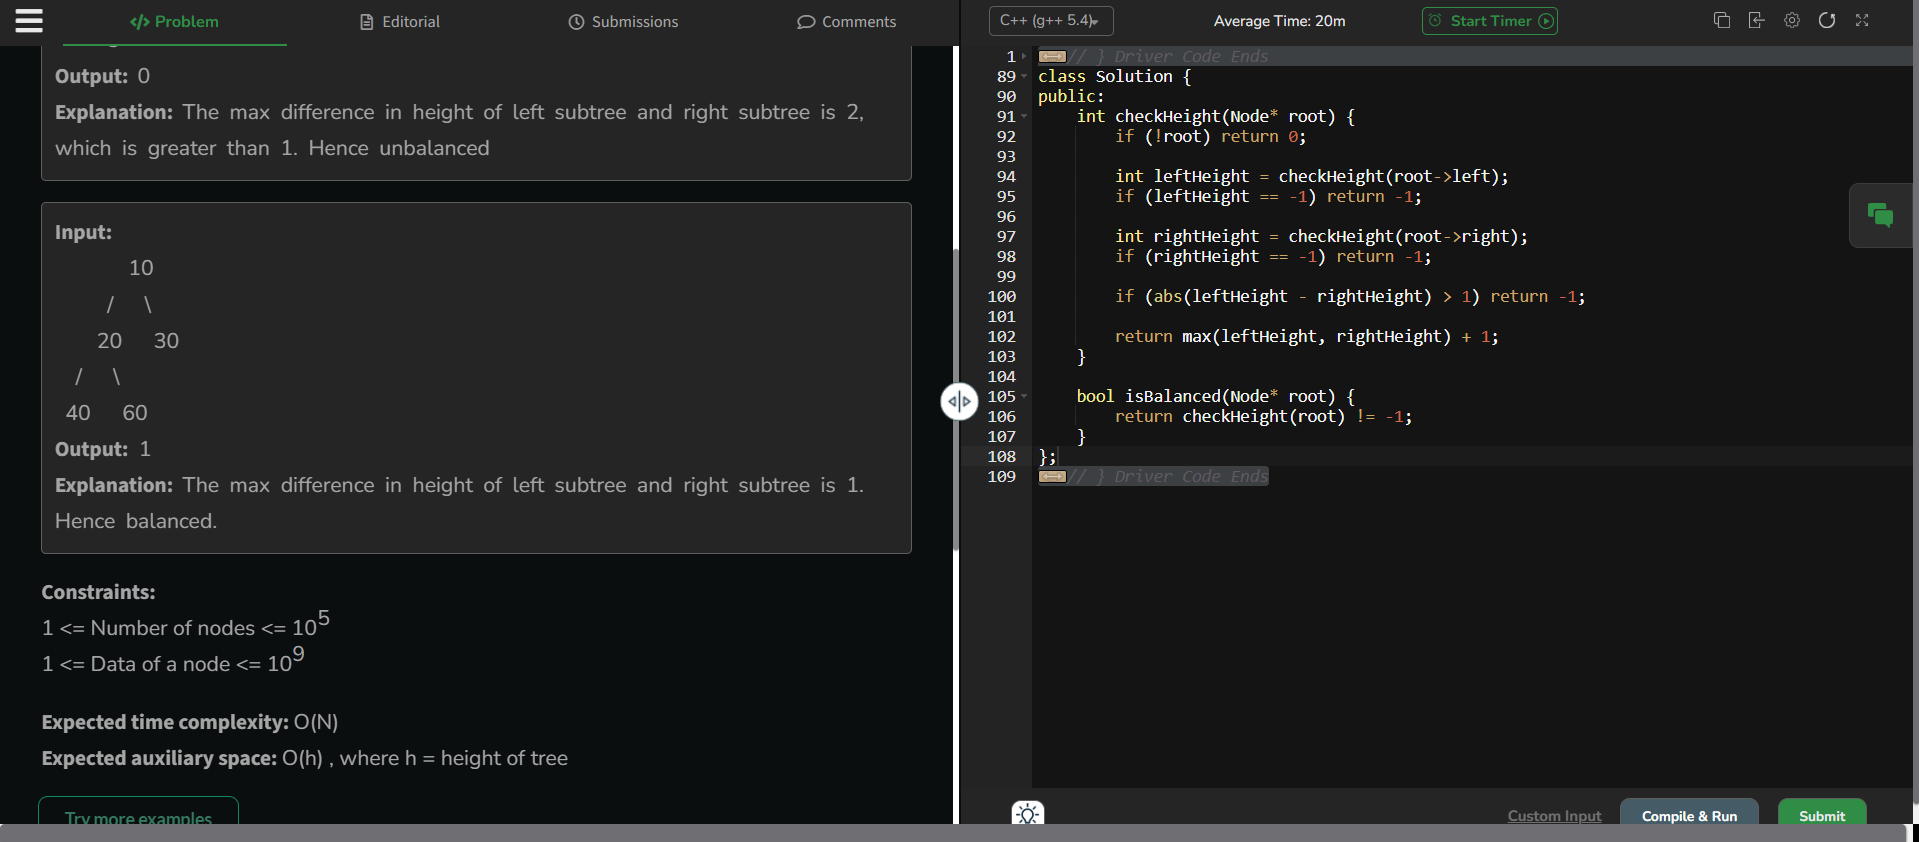 </> Problem
Editorial
Submissions
Comments
Output: 0
Explanation: The max difference in height of left subtree and right subtree is 2,
which is greater than 1. Hence unbalanced
Input:
10
/ \
20 30
/ \
40 60
Output: 1
Explanation: The max difference in height of left subtree and right subtree is 1.
Hence balanced.
Constraints:
1 <= Number of nodes <= 10^5
1 <= Data of a node <= 10^9
Expected time complexity: O(N)
Expected auxiliary space: O(h) , where h = height of tree
Try more examples
C++ (g++ 5.4)
Average Time: 20m
Start Timer
1 // } Driver Code Ends
89 class Solution {
90 public:
91     int checkHeight(Node* root) {
92         if (!root) return 0;
93
94         int leftHeight = checkHeight(root->left);
95         if (leftHeight == -1) return -1;
96
97         int rightHeight = checkHeight(root->right);
98         if (rightHeight == -1) return -1;
99
100         if (abs(leftHeight - rightHeight) > 1) return -1;
101
102         return max(leftHeight, rightHeight) + 1;
103     }
104
105     bool isBalanced(Node* root) {
106         return checkHeight(root) != -1;
107     }
108 };
109 // } Driver Code Ends
Custom Input
Compile & Run
Submit